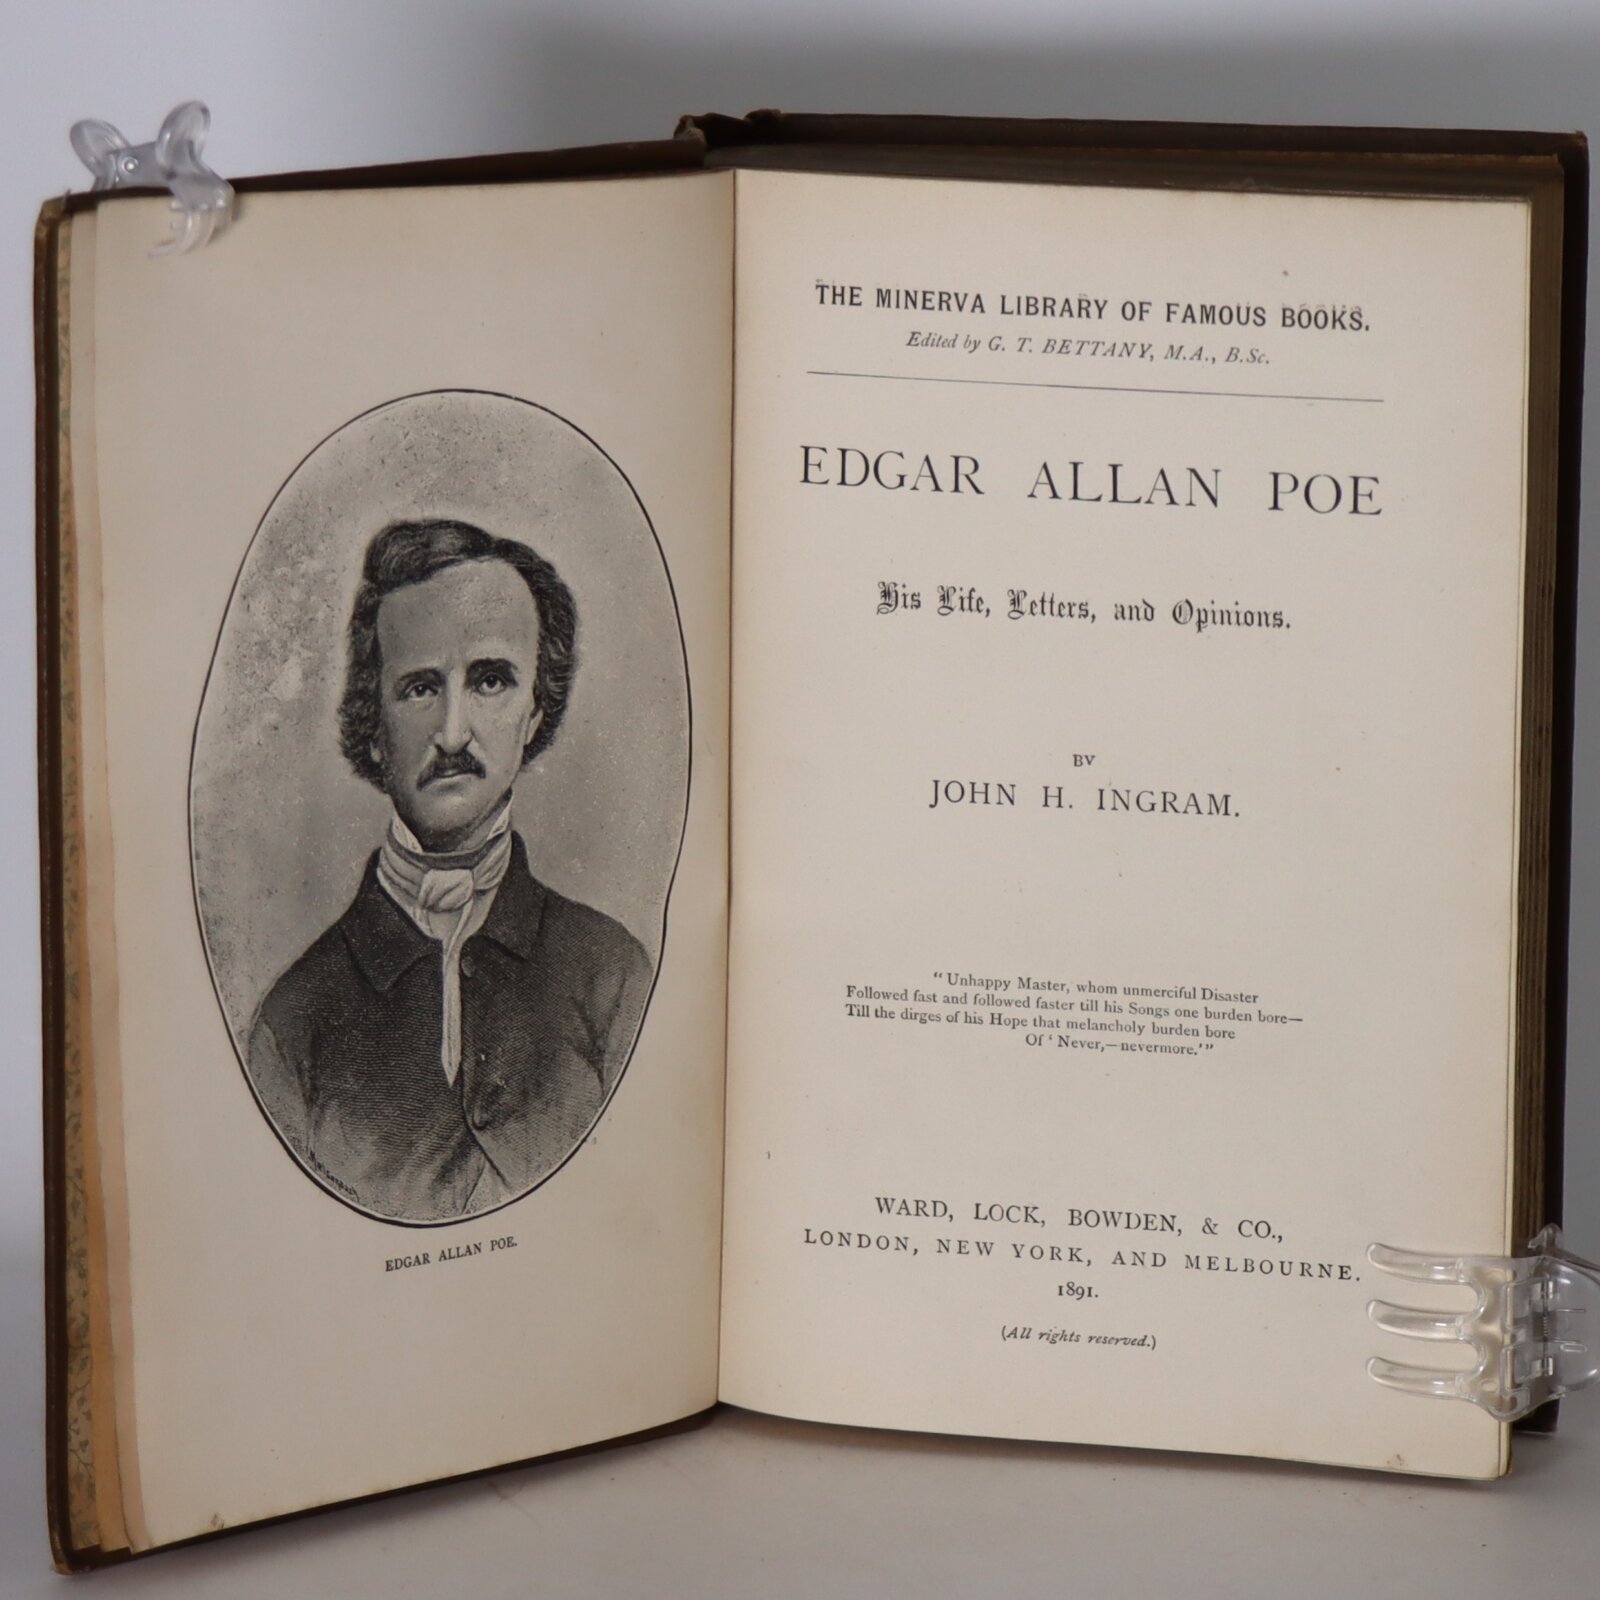 EDGAR ALLAN POE.
THE MINERVA LIBRARY OF FAMOUS BOOKS.
Edited by G. T. BETTANY, M.A., B.Sc.
EDGAR ALLAN POE
His Life, Letters, and Opinions.
BY
JOHN H. INGRAM.
“Unhappy Master, whom unmerciful Disaster
Followed fast and followed faster till his Songs one burden bore—
Till the dirges of his Hope that melancholy burden bore
Of ‘Never,—nevermore.’”
WARD, LOCK, BOWDEN, & CO.,
LONDON, NEW YORK, AND MELBOURNE.
1891.
(All rights reserved.)